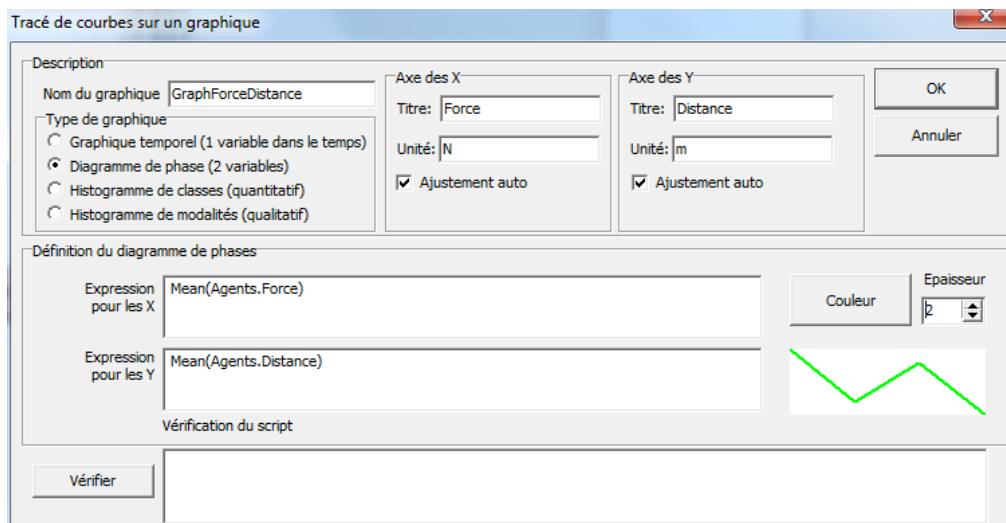 Tracé de courbes sur un graphique
X
Description
Nom du graphique GraphForceDistance
Type de graphique
Graphique temporel (1 variable dans le temps)
Diagramme de phase (2 variables)
Histogramme de classes (quantitatif)
Histogramme de modalités (qualitatif)
Axe des X
Titre: Force
Unité: N
Ajustement auto
Axe des Y
Titre: Distance
Unité: m
Ajustement auto
OK
Annuler
Définition du diagramme de phases
Expression
pour les X
Mean(Agents.Force)
Couleur
Epaisseur
2
Expression
pour les Y
Mean(Agents.Distance)
Vérification du script
Vérifier